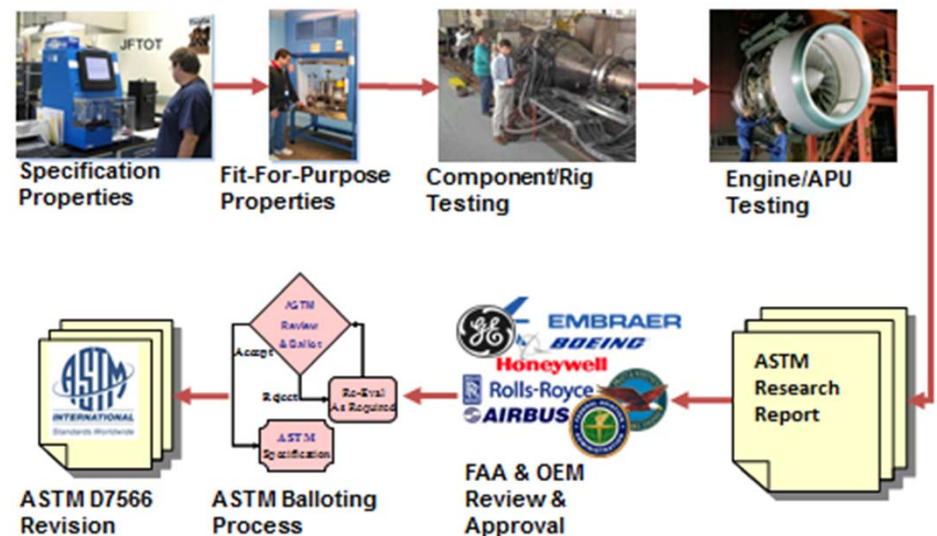 JFTOT
Specification
Properties
Fit-For-Purpose
Properties
Component/Rig
Testing
Engine/APU
Testing
ASTM
INTERNATIONAL
Standards Worldwide
ASTM D7566
Revision
ASTM
Review
& Ballot
Accept
Reject
Re-Eval
As Required
ASTM
Specification
ASTM Balloting
Process
GE
EMBRAER
BOEING
Honeywell
Rolls-Royce
AIRBUS
FAA & OEM
Review &
Approval
ASTM
Research
Report